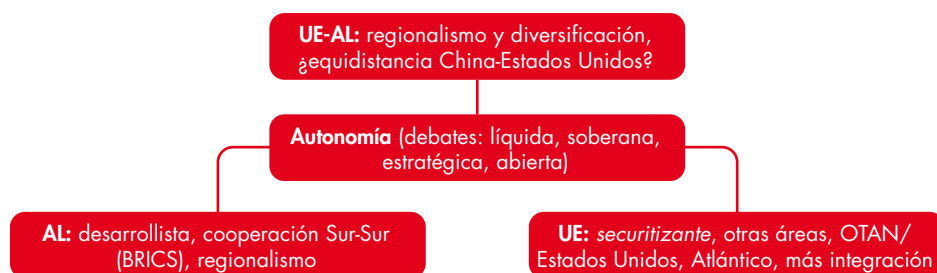 UE-AL: regionalismo y diversificación,
¿equidistancia China-Estados Unidos?
Autonomía (debates: líquida, soberana,
estratégica, abierta)
AL: desarrollista, cooperación Sur-Sur
(BRICS), regionalismo
UE: securitizante, otras áreas, OTAN/
Estados Unidos, Atlántico, más integración